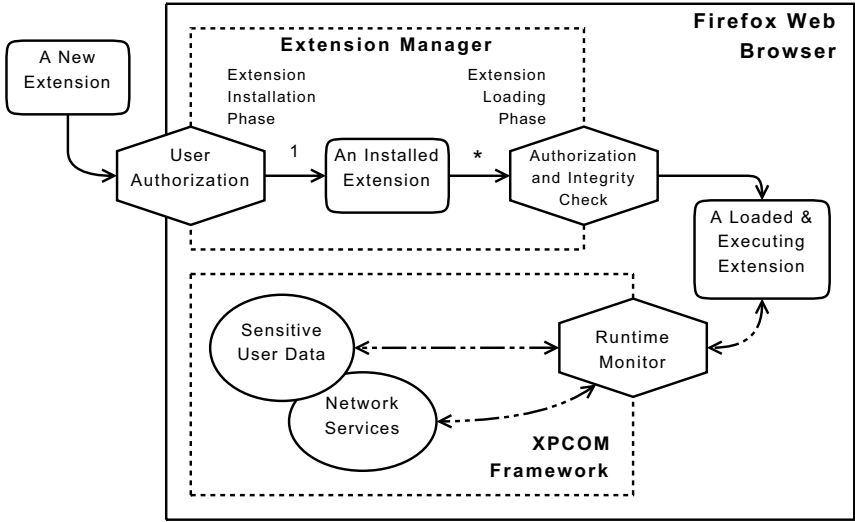 Firefox Web
Browser
Extension Manager
A New
Extension
Extension
Installation
Phase
Extension
Loading
Phase
User
Authorization
1
An Installed
Extension
*
Authorization
and Integrity
Check
A Loaded &
Executing
Extension
Sensitive
User Data
Runtime
Monitor
Network
Services
XPCOM
Framework